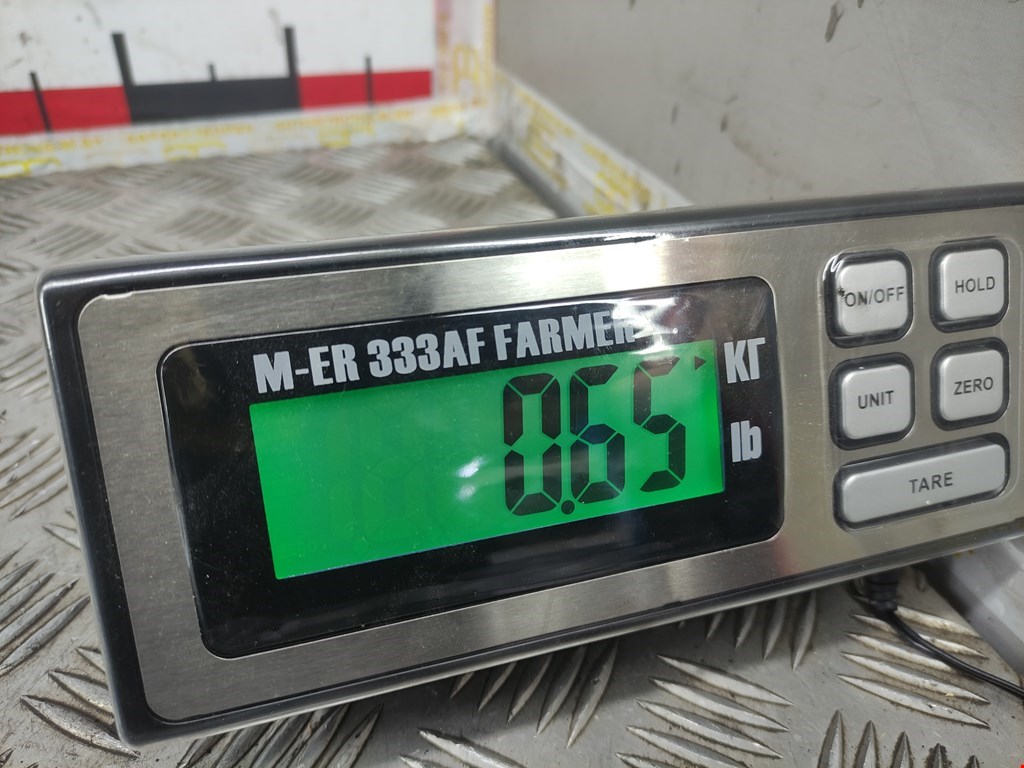 M-ER 333AF FARMER
0.65
КГ
lb
ON/OFF
HOLD
UNIT
ZERO
TARE